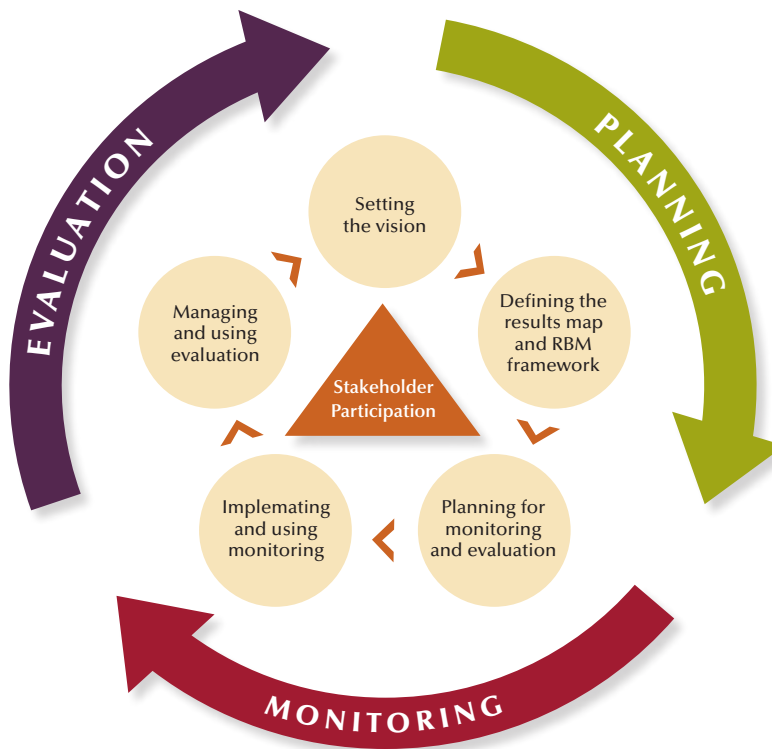 PLANNING
MONITORING
EVALUATION
Setting
the vision
Defining the
results map
and RBM
framework
Planning for
monitoring
and evaluation
Implemating
and using
monitoring
Managing
and using
evaluation
Stakeholder
Participation